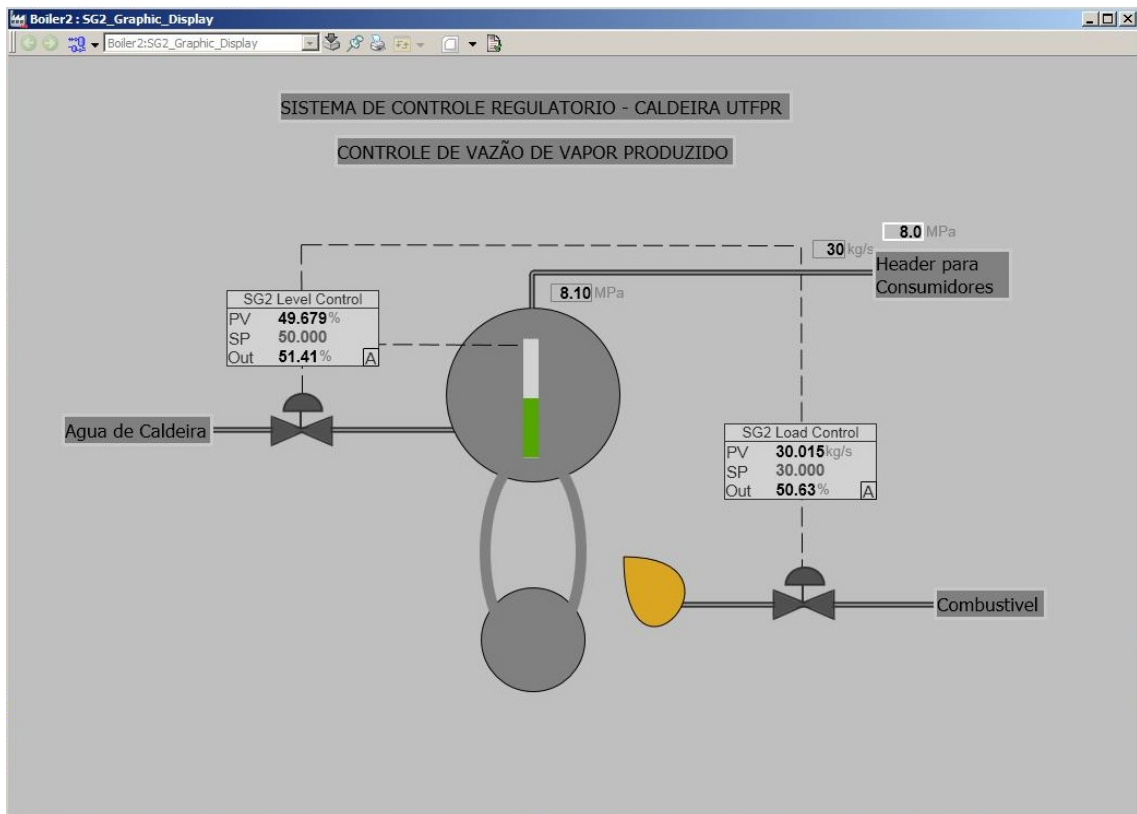 Boiler2 : SG2_Graphic_Display
Boiler2:SG2_Graphic_Display
SISTEMA DE CONTROLE REGULATORIO - CALDEIRA UTFPR
CONTROLE DE VAZÃO DE VAPOR PRODUZIDO
8.0 MPa
30 kg/s
Header para
Consumidores
8.10 MPa
SG2 Level Control
PV 49.679 %
SP 50.000
Out 51.41 % A
Agua de Caldeira
SG2 Load Control
PV 30.015 kg/s
SP 30.000
Out 50.63 % A
Combustivel